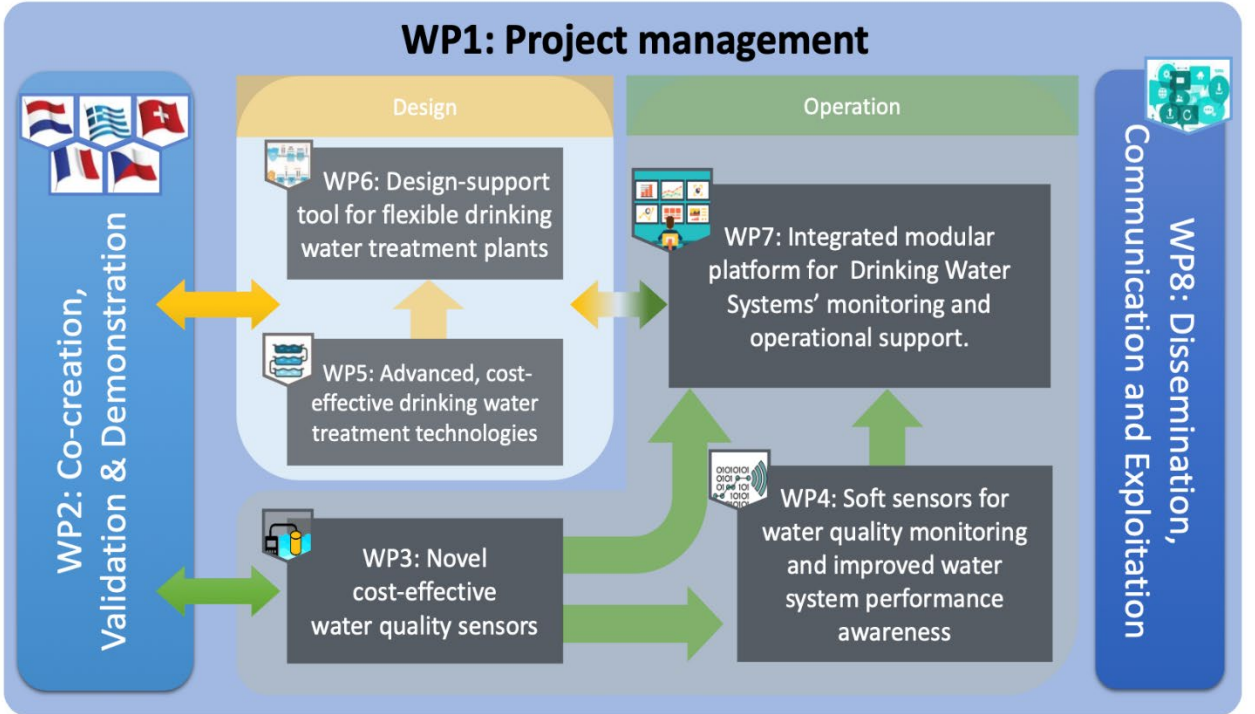 WP1: Project management
WP2: Co-creation,
Validation & Demonstration
Design
WP6: Design-support
tool for flexible drinking
water treatment plants
WP5: Advanced, cost-
effective drinking water
treatment technologies
Operation
WP7: Integrated modular
platform for Drinking Water
Systems’ monitoring and
operational support.
WP3: Novel
cost-effective
water quality sensors
WP4: Soft sensors for
water quality monitoring
and improved water
system performance
awareness
WP8: Dissemination,
Communication and Exploitation